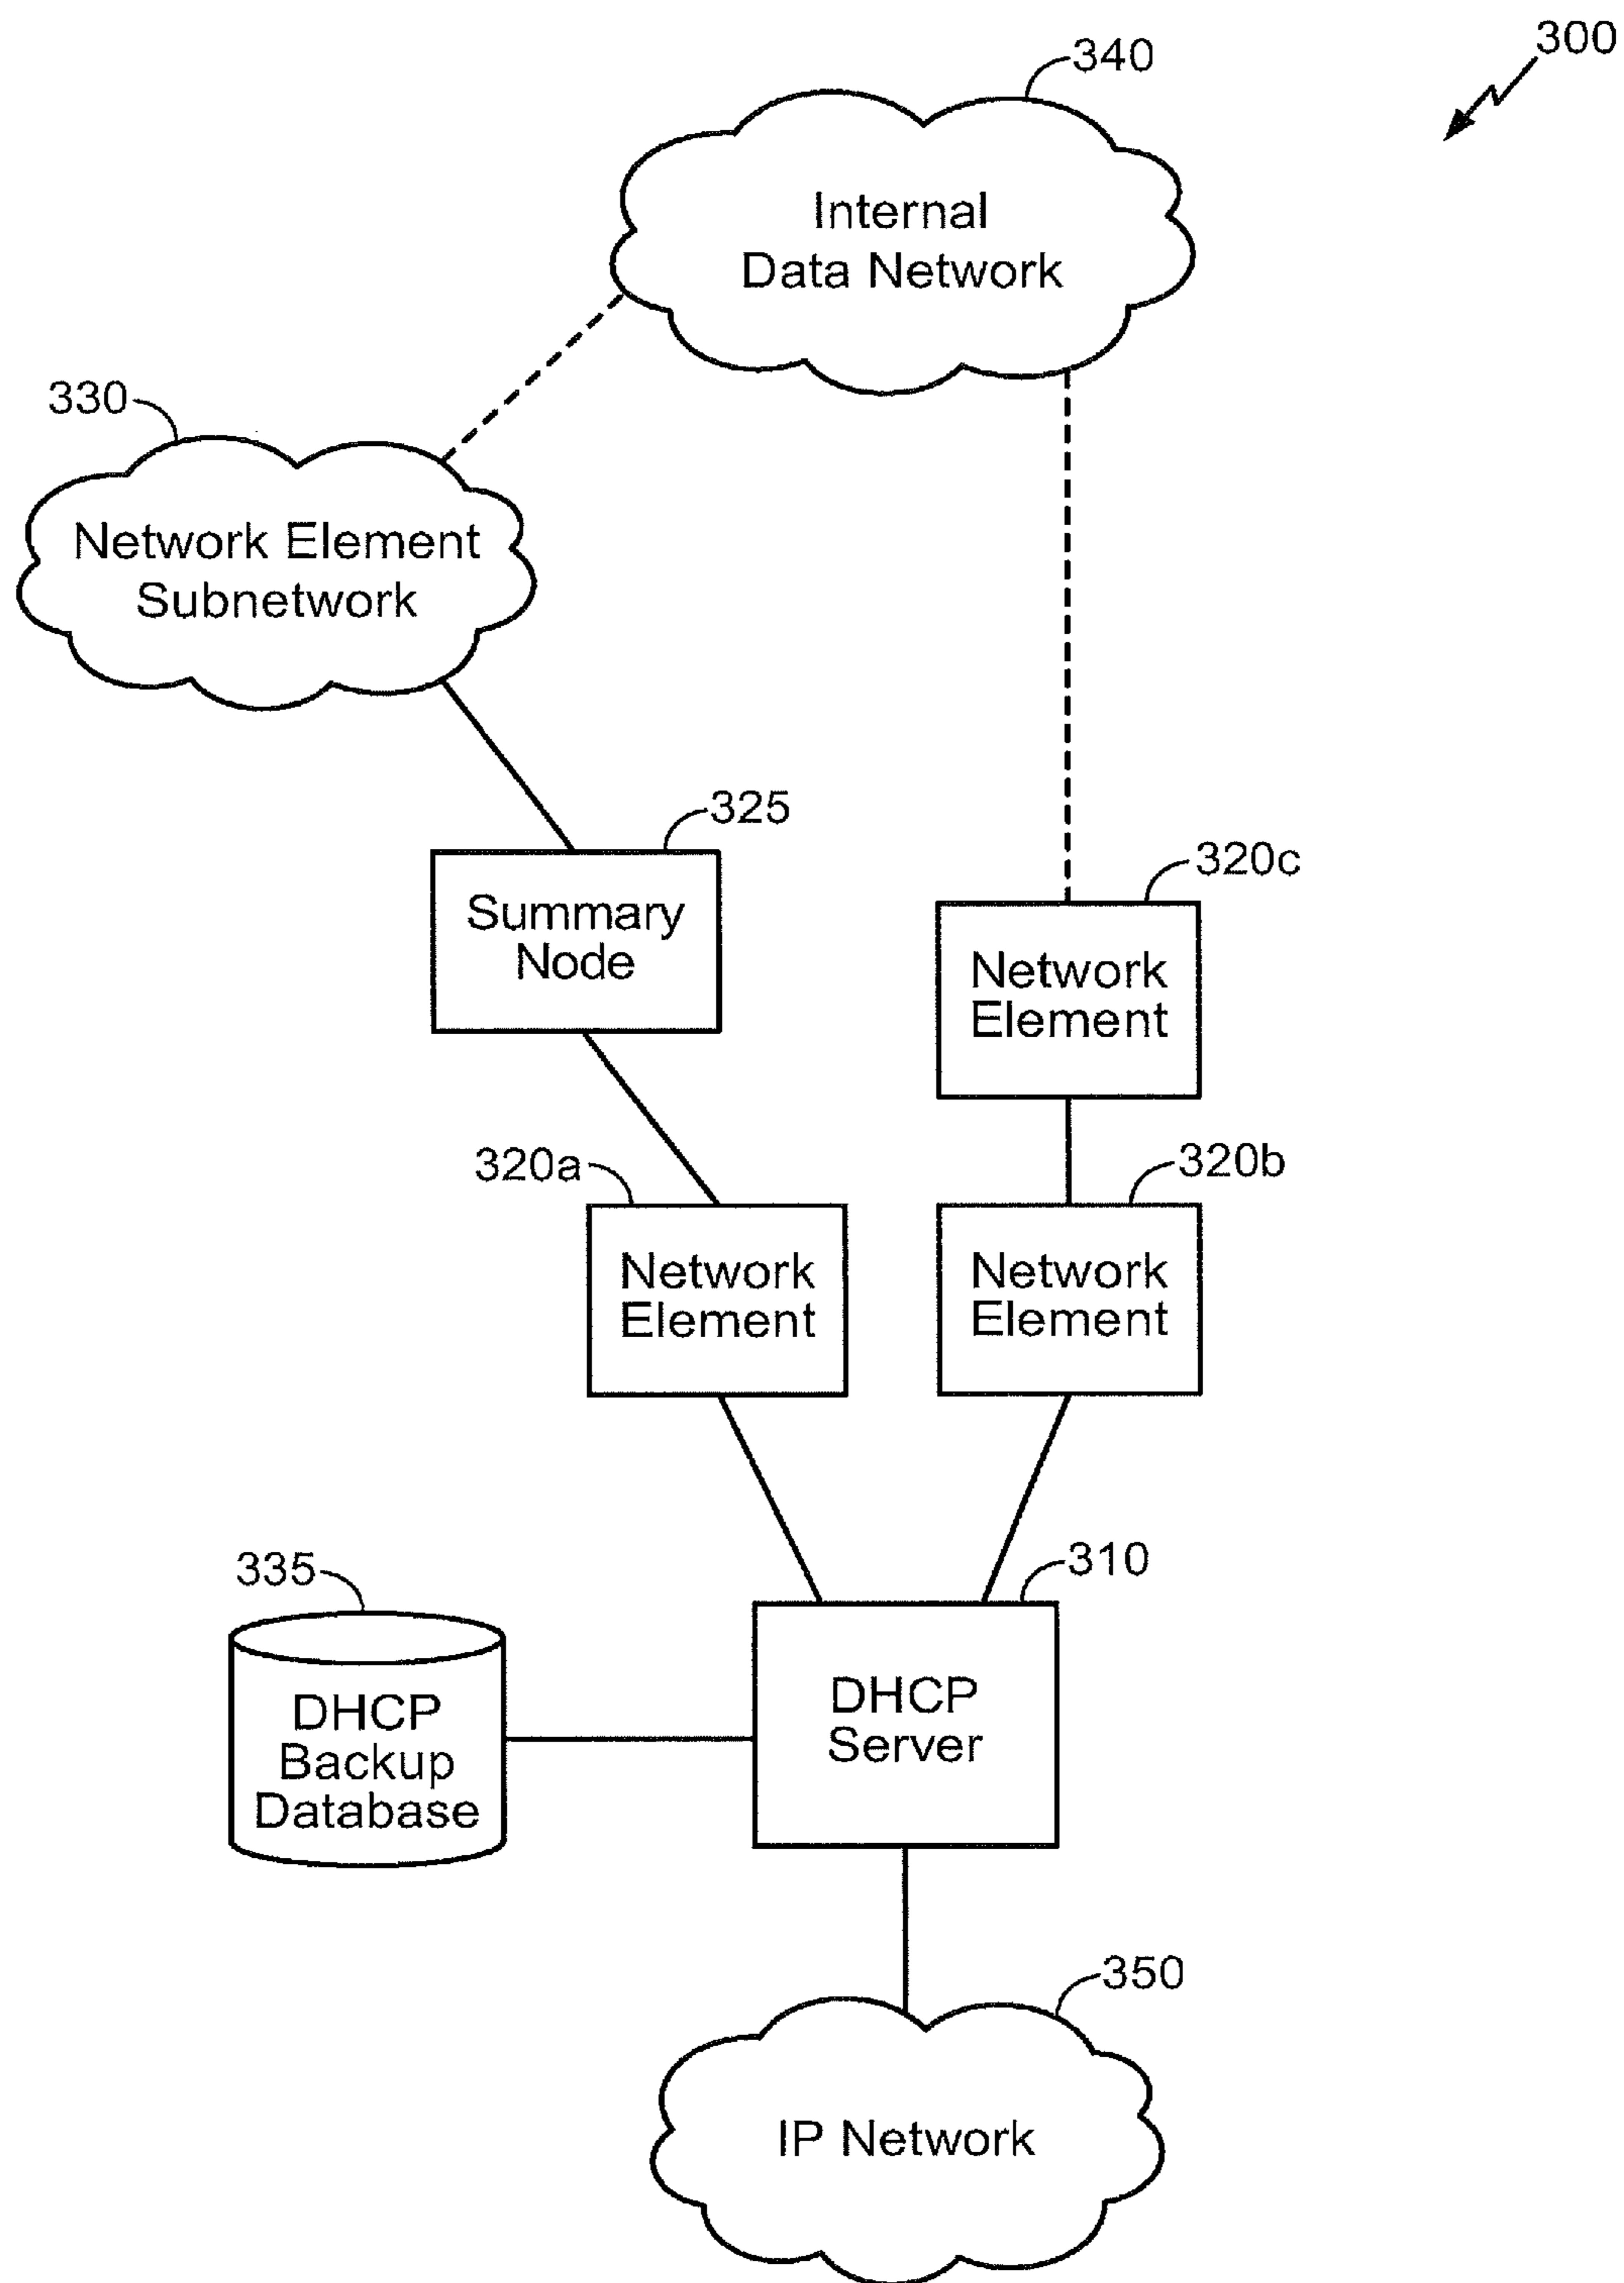 300
340
Internal
Data Network
330
Network Element
Subnetwork
325
Summary
Node
320c
Network
Element
320a
Network
Element
320b
Network
Element
335
DHCP
Backup
Database
310
DHCP
Server
350
IP Network